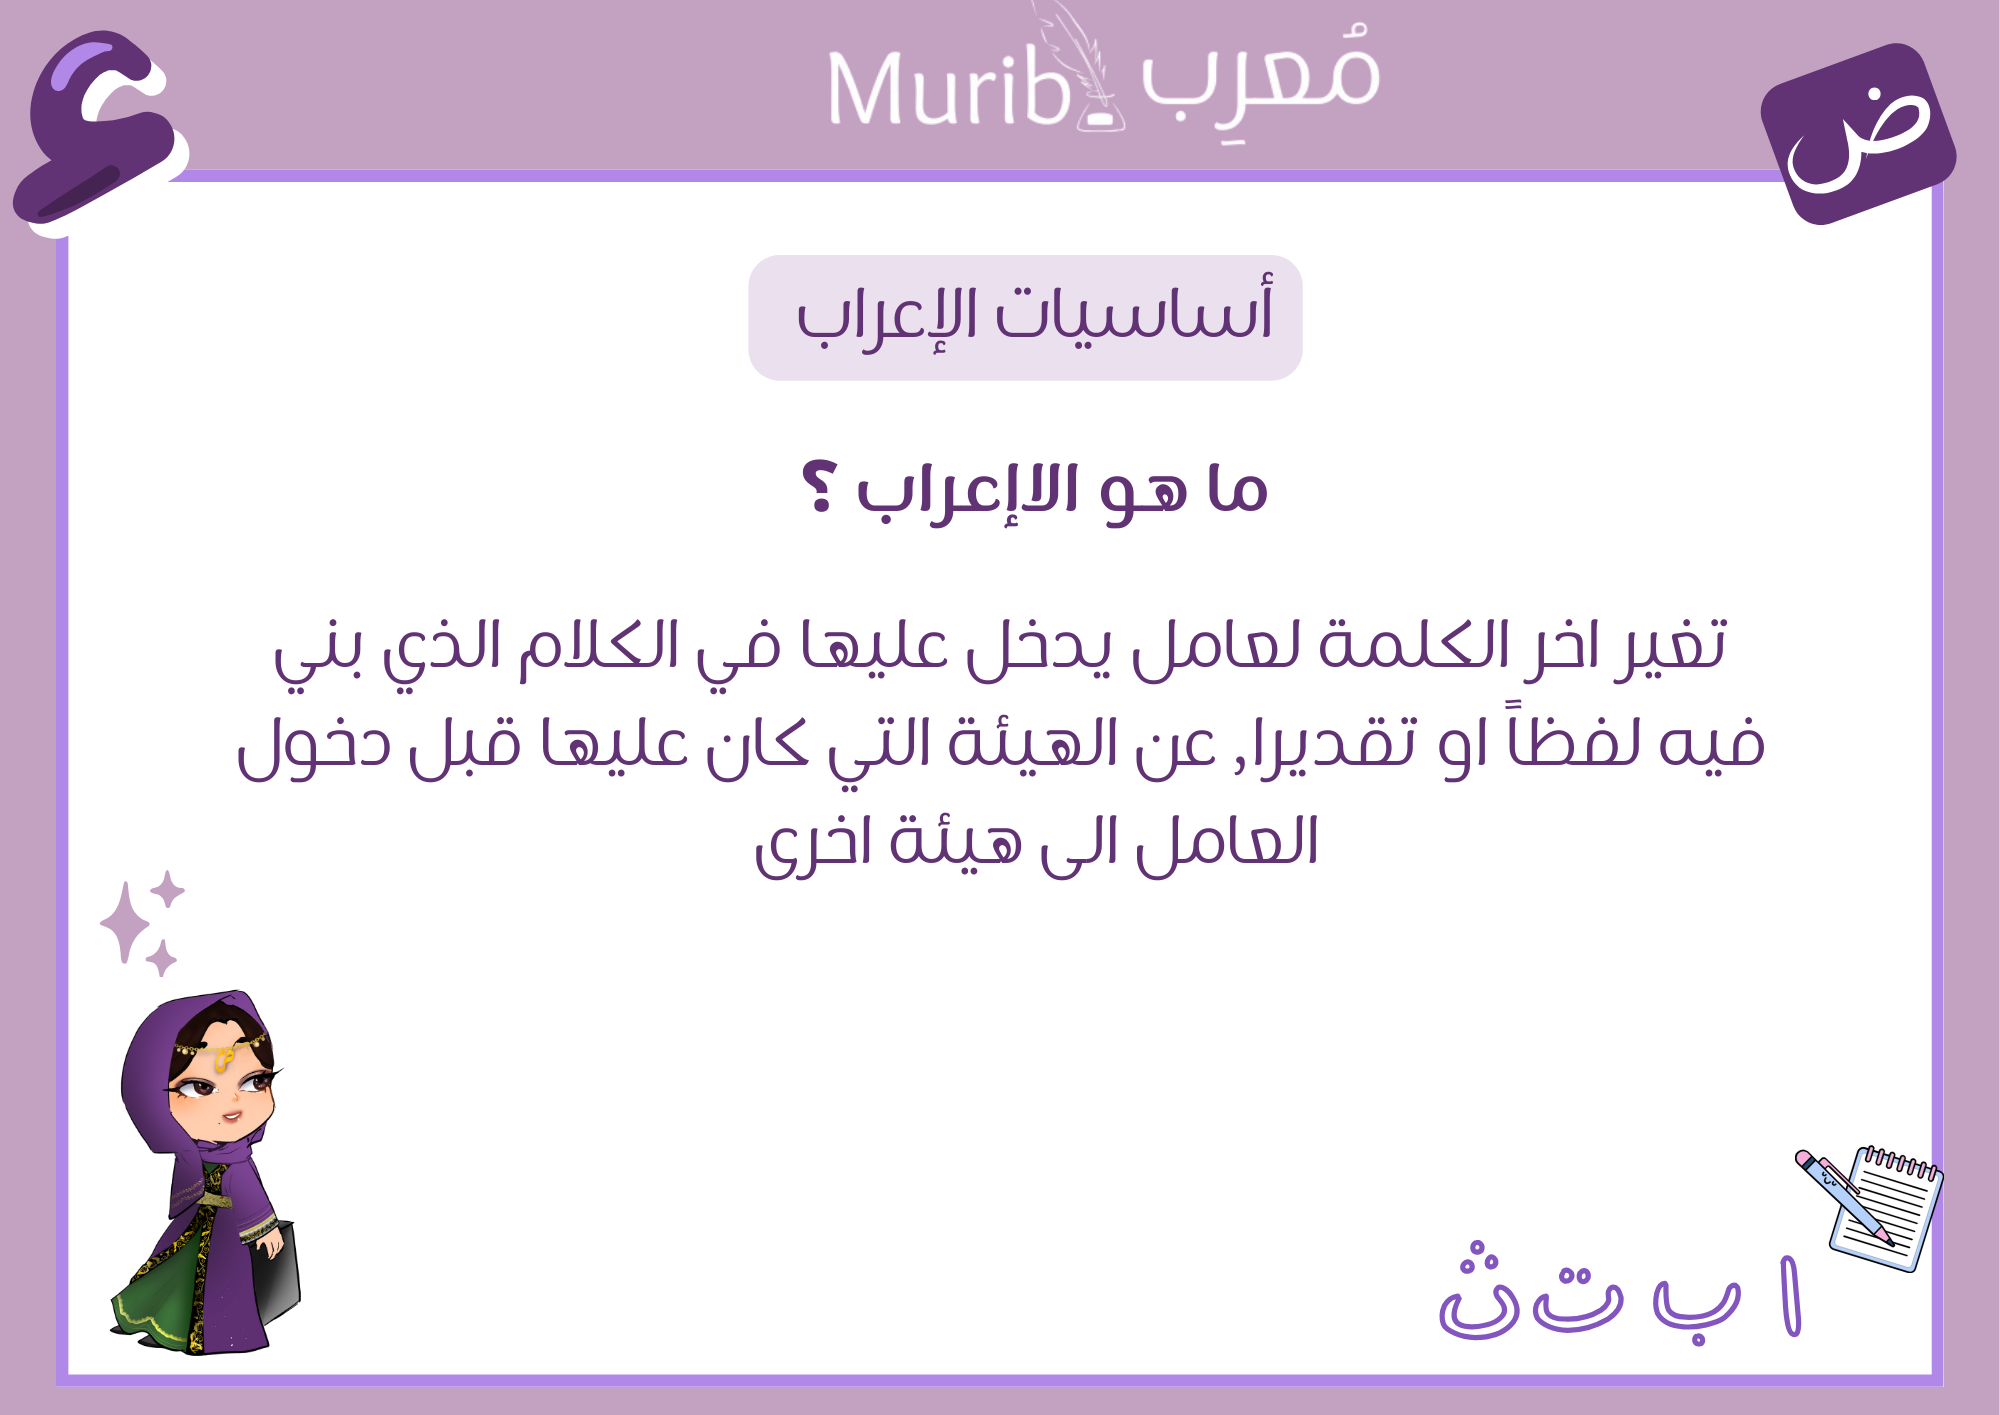 Murib مُعرِب
ض
ع
أساسيات الإعراب
ما هو الاإعراب ؟
تغير اخر الكلمة لعامل يدخل عليها في الكلام الذي بني
فيه لفظاً او تقديرا, عن الهيئة التي كان عليها قبل دخول
العامل الى هيئة اخرى
ض
ا ب ت ث